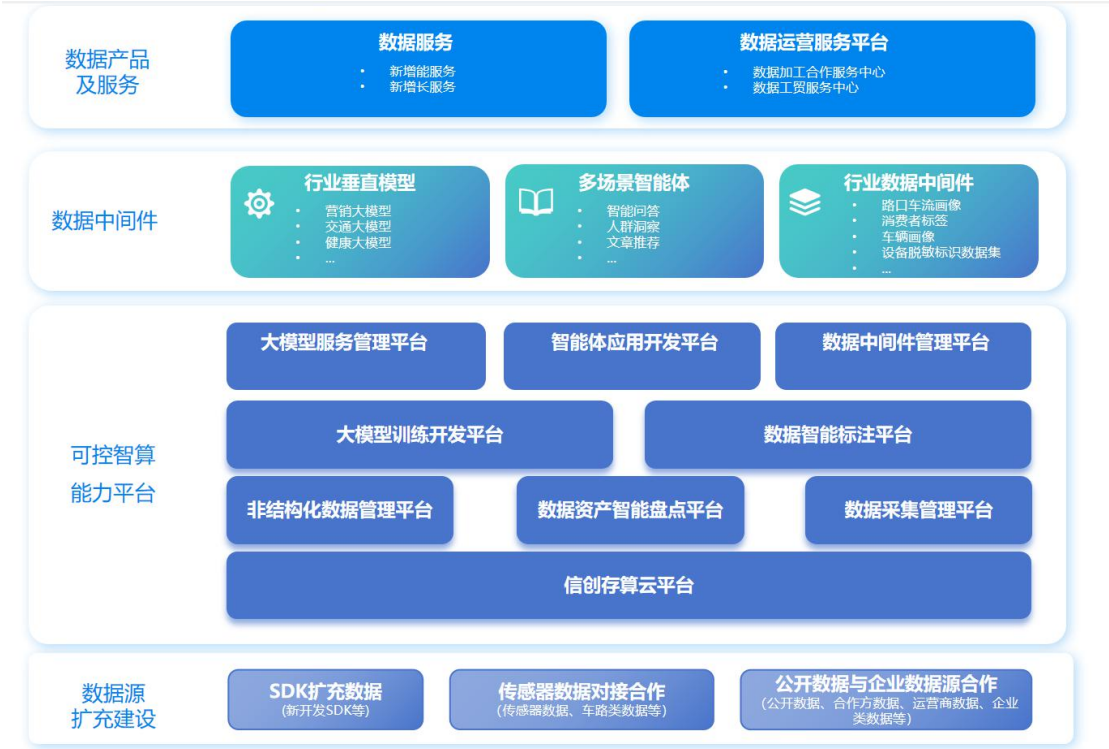 数据产品
及服务
数据服务
• 新增能服务
• 新增长服务
数据运营服务平台
• 数据加工合作服务中心
• 数据工贸服务中心
数据中间件
行业垂直模型
• 营销大模型
• 交通大模型
• 健康大模型
• ...
多场景智能体
• 智能问答
• 人群洞察
• 文章推荐
• ...
行业数据中间件
• 路口车流画像
• 消费者标签
• 车辆画像
• 设备脱敏标识数据集
• ...
可控智算
能力平台
大模型服务管理平台
智能体应用开发平台
数据中间件管理平台
大模型训练开发平台
数据智能标注平台
非结构化数据管理平台
数据资产智能盘点平台
数据采集管理平台
信创存算云平台
数据源
扩充建设
SDK扩充数据
(新开发SDK等)
传感器数据对接合作
(传感器数据、车路类数据等)
公开数据与企业数据源合作
(公开数据、合作方数据、运营商数据、企业
类数据等)